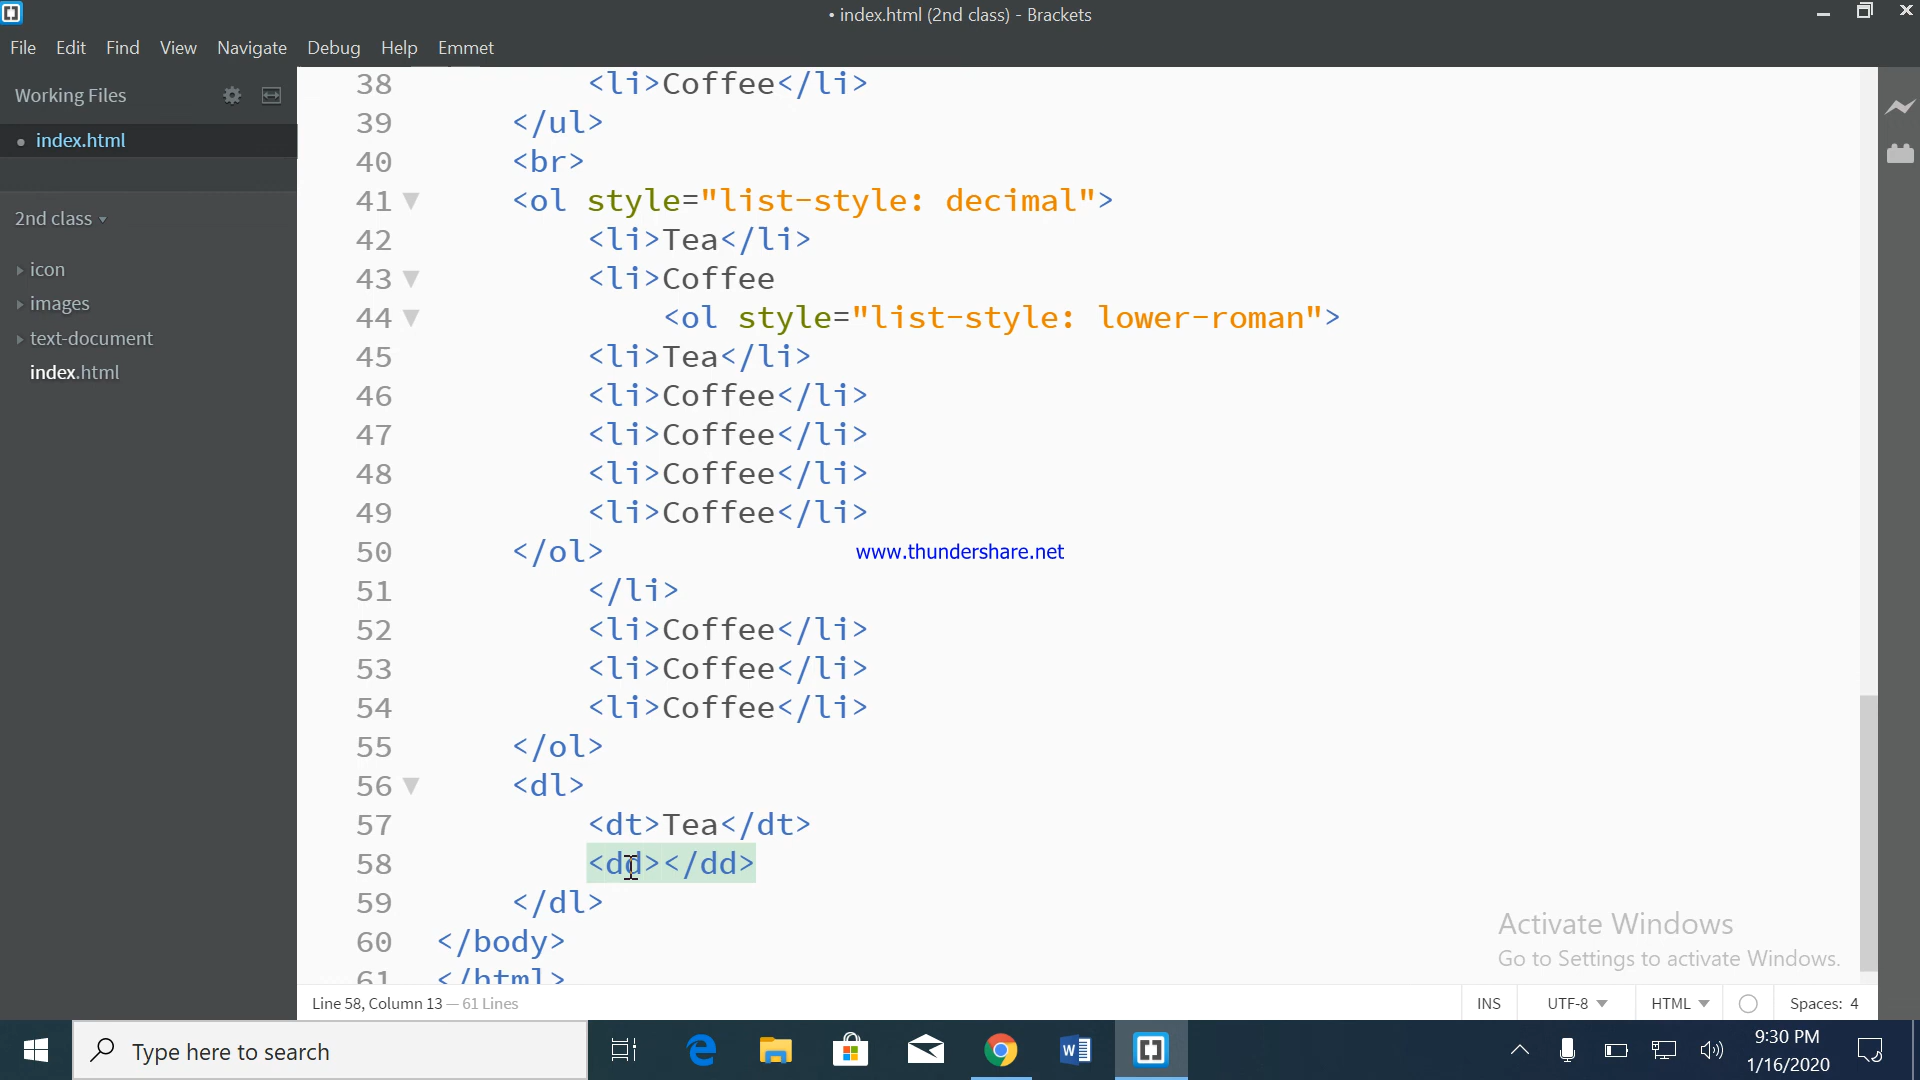 • index.html (2nd class) - Brackets
File Edit Find View Navigate Debug Help Emmet
Working Files
• index.html
2nd class
icon
images
text-document
index.html
38 <li>Coffee</li>
39 </ul>
40 <br>
41 <ol style="list-style: decimal">
42 <li>Tea</li>
43 <li>Coffee
44 <ol style="list-style: lower-roman">
45 <li>Tea</li>
46 <li>Coffee</li>
47 <li>Coffee</li>
48 <li>Coffee</li>
49 <li>Coffee</li>
50 </ol>
www.thundershare.net
51 </li>
52 <li>Coffee</li>
53 <li>Coffee</li>
54 <li>Coffee</li>
55 </ol>
56 <dl>
57 <dt>Tea</dt>
58 <dd></dd>
59 </dl>
60 </body>
61 </html>
Activate Windows
Go to Settings to activate Windows.
Line 58, Column 13 — 61 Lines
INS UTF-8 HTML Spaces: 4
Type here to search
9:30 PM
1/16/2020